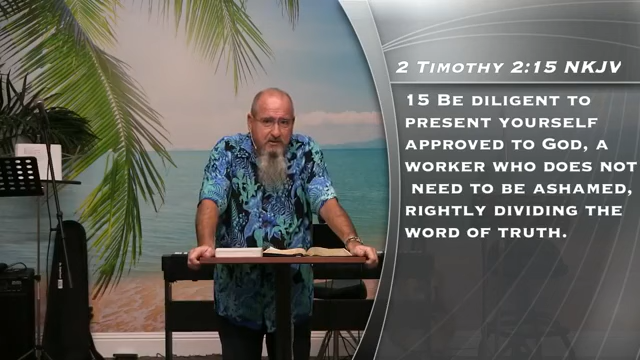 2 Timothy 2:15 NKJV
15 Be diligent to
present yourself
approved to God, a
worker who does not
need to be ashamed,
rightly dividing the
word of truth.